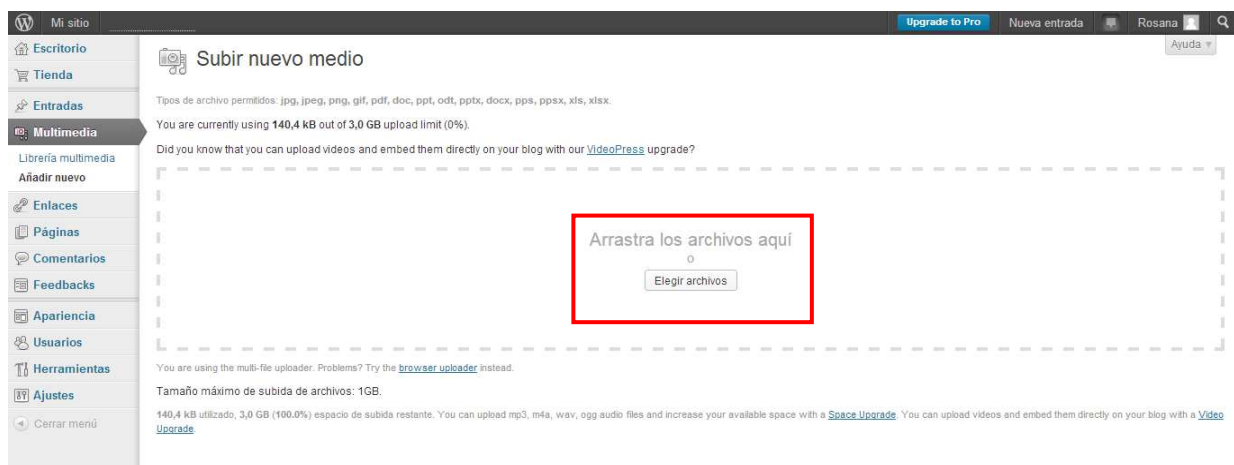 Mi sitio
Upgrade to Pro
Nueva entrada
Rosana
Ayuda
Escritorio
Tienda
Entradas
Multimedia
Librería multimedia
Añadir nuevo
Enlaces
Páginas
Comentarios
Feedbacks
Apariencia
Usuarios
Herramientas
Ajustes
Cerrar menú
Subir nuevo medio
Tipos de archivo permitidos: jpg, jpeg, png, gif, pdf, doc, ppt, odt, pptx, docx, pps, ppsx, xls, xlsx.
You are currently using 140,4 kB out of 3,0 GB upload limit (0%).
Did you know that you can upload videos and embed them directly on your blog with our VideoPress upgrade?
Arrastra los archivos aquí
o
Elegir archivos
You are using the multi-file uploader. Problems? Try the browser uploader instead.
Tamaño máximo de subida de archivos: 1GB.
140,4 kB utilizado, 3,0 GB (100.0%) espacio de subida restante. You can upload mp3, m4a, wav, ogg audio files and increase your available space with a Space Upgrade. You can upload videos and embed them directly on your blog with a Video
Upgrade.